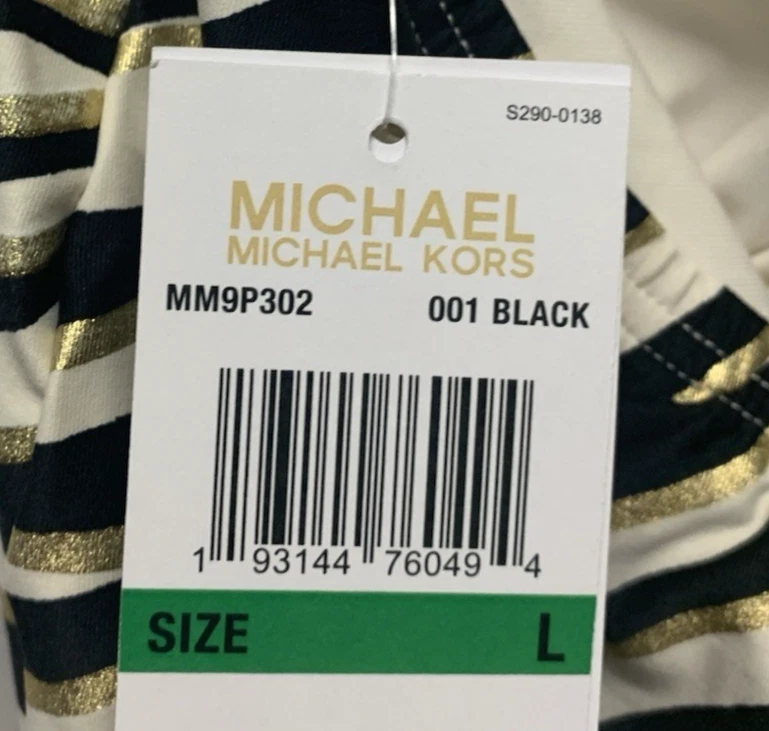 S290-0138
MICHAEL
MICHAEL KORS
MM9P302 001 BLACK
1 93144 76049 4
SIZE L